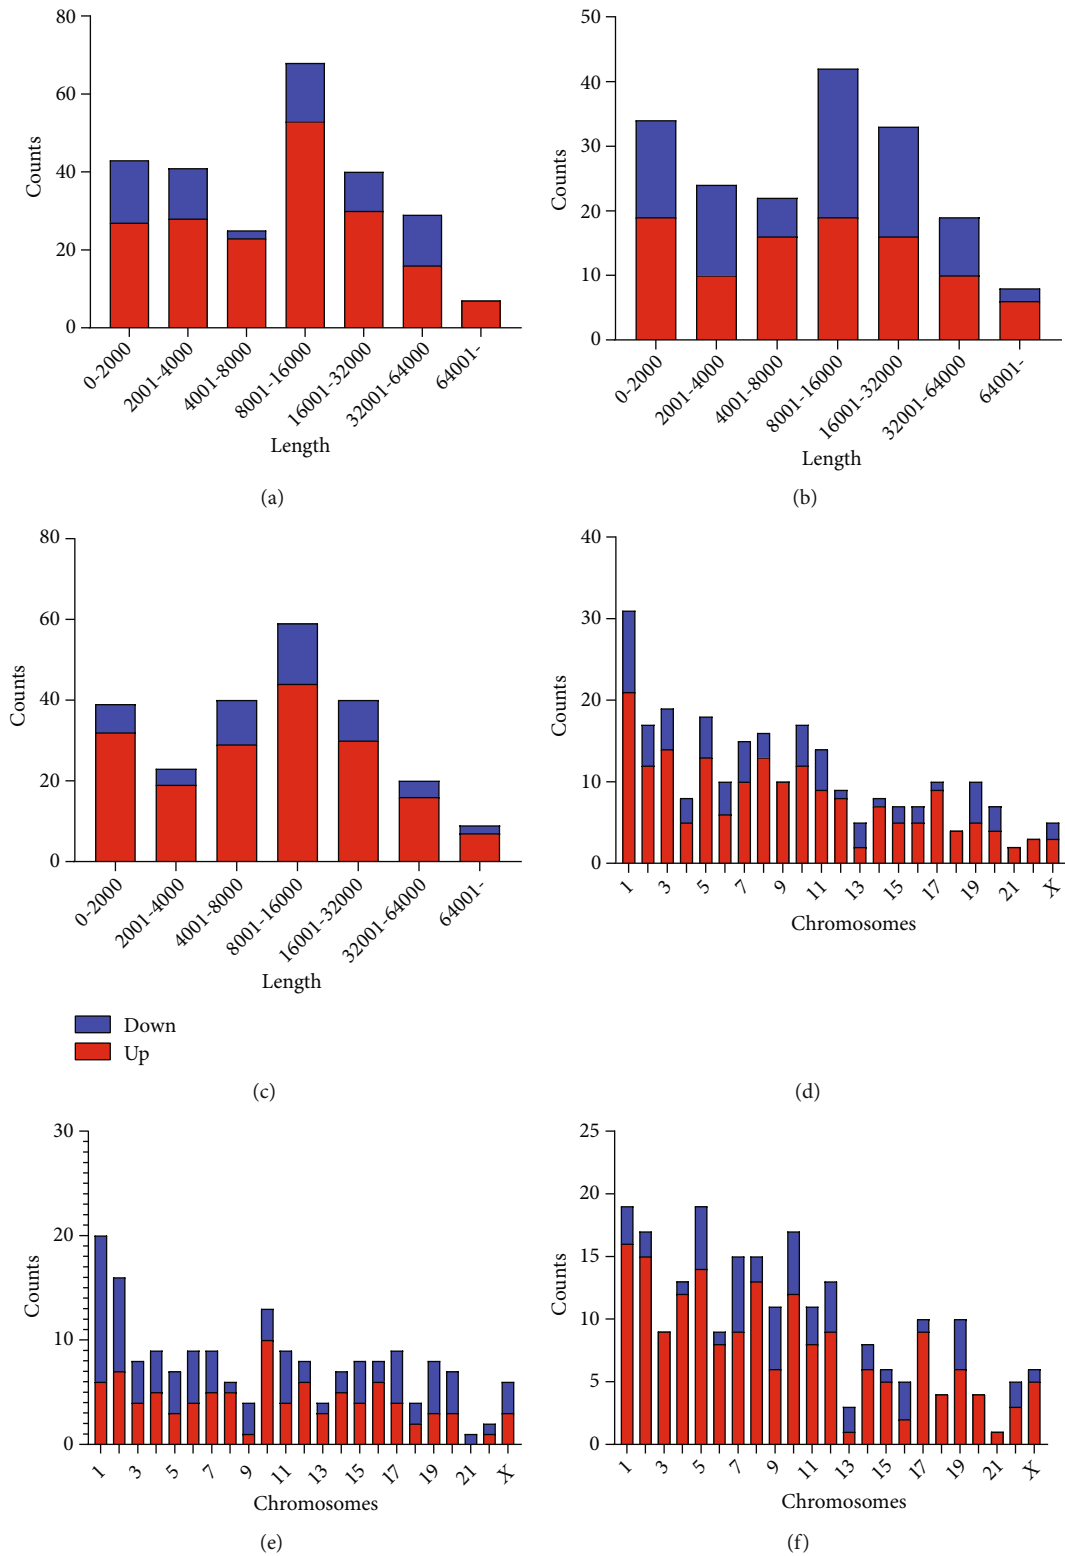 80
60
40
20
0
Counts
0-2000
2001-4000
4001-8000
8001-16000
16001-32000
32001-64000
64001-
Length
(a)
50
40
30
20
10
0
Counts
0-2000
2001-4000
4001-8000
8001-16000
16001-32000
32001-64000
64001-
Length
(b)
80
60
40
20
0
Counts
0-2000
2001-4000
4001-8000
8001-16000
16001-32000
32001-64000
64001-
Length
Down
Up
(c)
40
30
20
10
0
Counts
1 3 5 7 9 11 13 15 17 19 21 X
Chromosomes
(d)
30
20
10
0
Counts
1 3 5 7 9 11 13 15 17 19 21 X
Chromosomes
(e)
25
20
15
10
5
0
Counts
1 3 5 7 9 11 13 15 17 19 21 X
Chromosomes
(f)